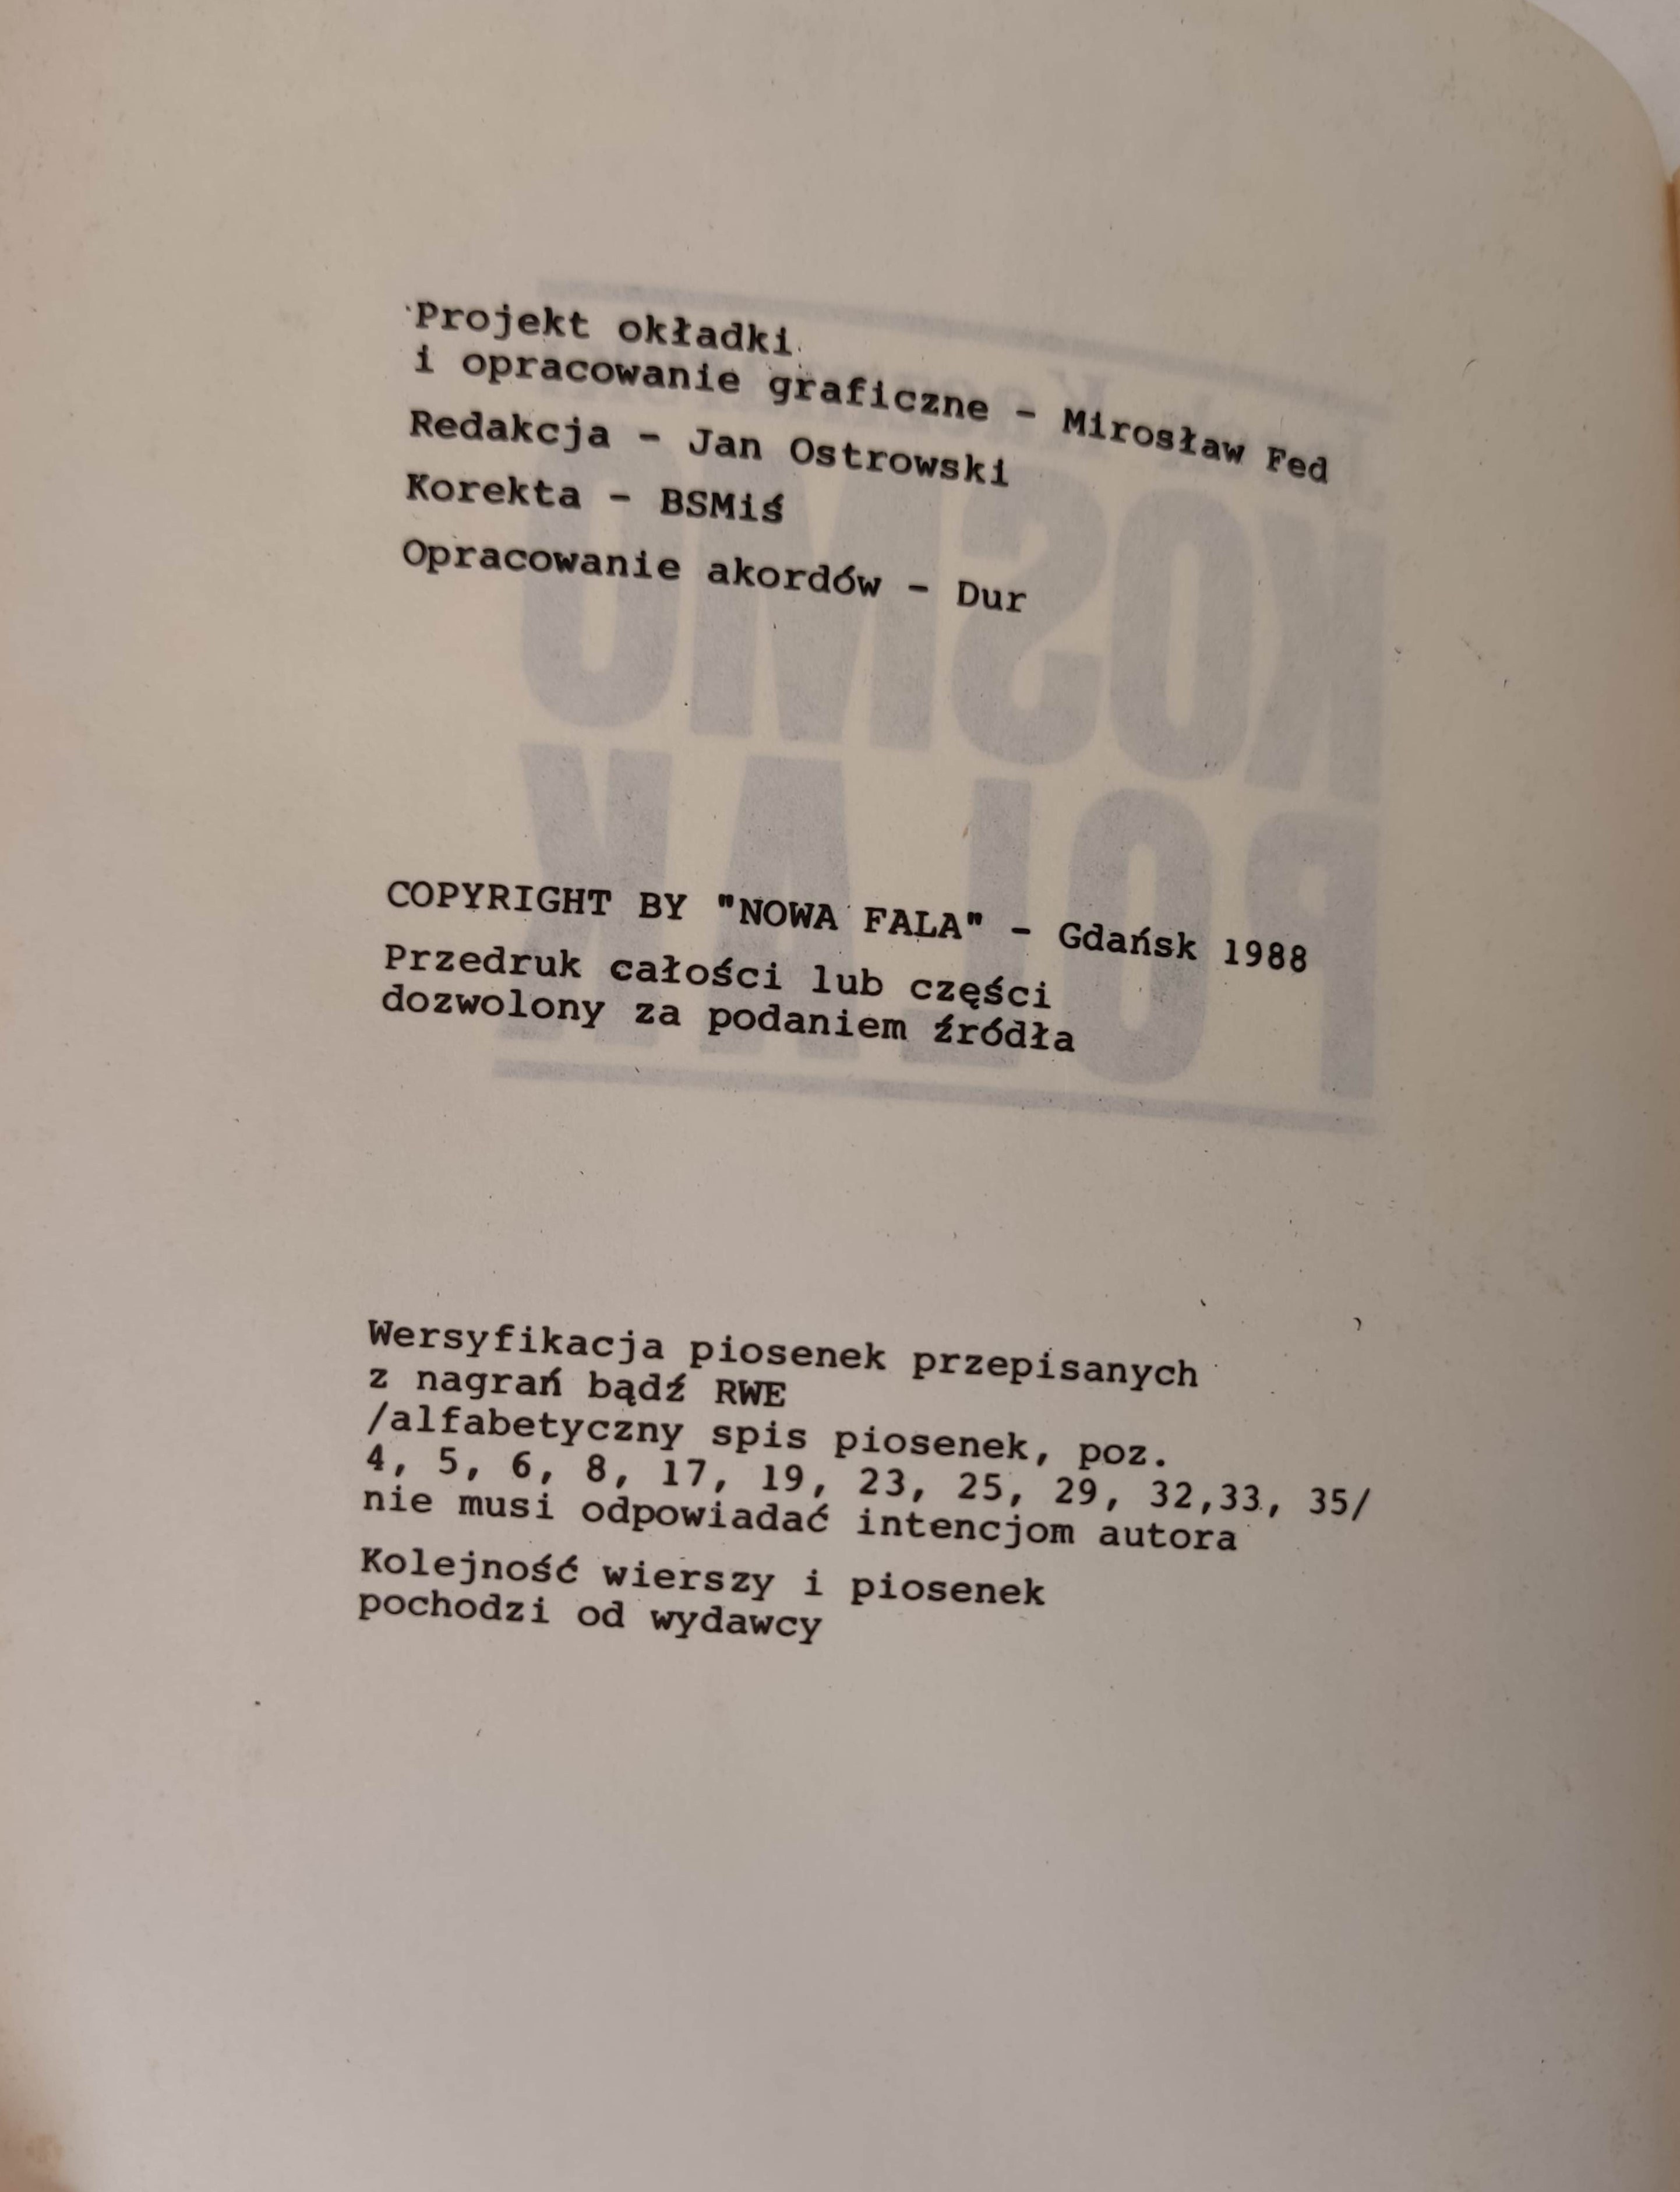 Projekt okładki
i opracowanie graficzne - Mirosław Fed
Redakcja - Jan Ostrowski
Korekta - BSMiś
Opracowanie akordów - Dur
KOSMO
POLAK
COPYRIGHT BY "NOWA FALA" - Gdańsk 1988
Przedruk całości lub części
dozwolony za podaniem źródła
Wersyfikacja piosenek przepisanych
z nagrań bądź RWE
/alfabetyczny spis piosenek, poz.
4, 5, 6, 8, 17, 19, 23, 25, 29, 32,33, 35/
nie musi odpowiadać intencjom autora
Kolejność wierszy i piosenek
pochodzi od wydawcy